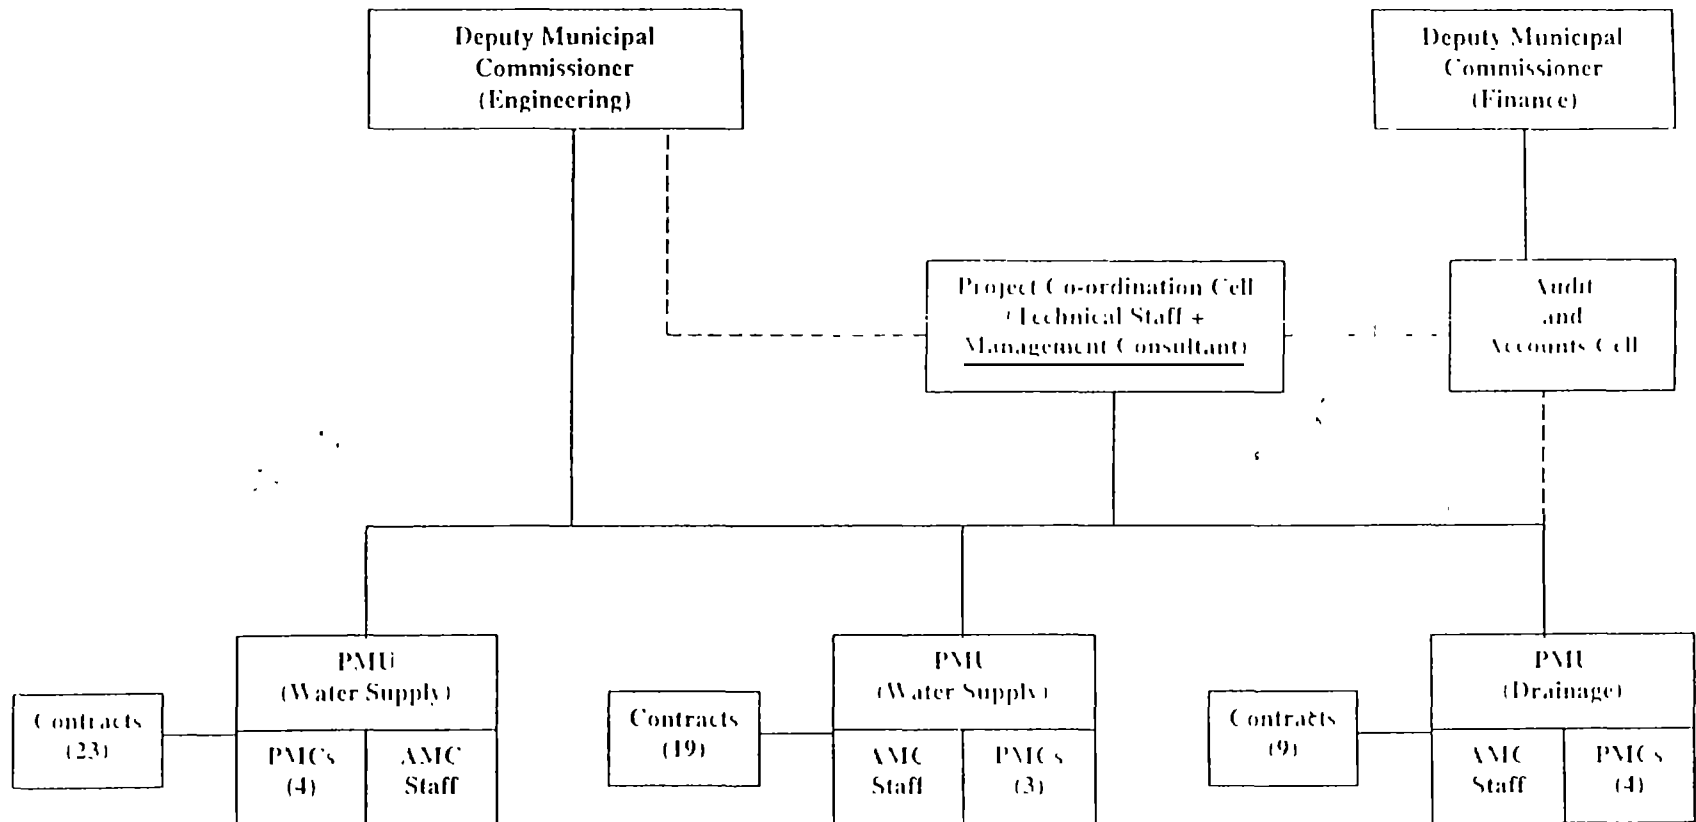 Deputy Municipal
Commissioner
(Engineering)
Deputy Municipal
Commissioner
(Finance)
Project Co-ordination Cell
(Technical Staff +
Management Consultant)
Audit
and
Accounts Cell
PMU
(Water Supply)
Contracts
(23)
PMCs
(4)
AMC
Staff
PMU
(Water Supply)
Contracts
(19)
AMC
Staff
PMCs
(3)
PMU
(Drainage)
Contracts
(9)
AMC
Staff
PMCs
(4)